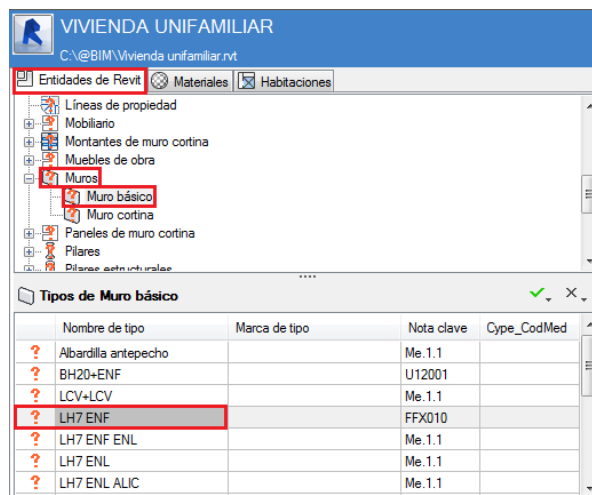 VIVIENDA UNIFAMILIAR
C:\@BIM\Vivienda unifamiliar.rvt
Entidades de Revit Materiales Habitaciones
Líneas de propiedad
Mobiliario
Montantes de muro cortina
Muebles de obra
Muros
Muro básico
Muro cortina
Paneles de muro cortina
Pilares
Pilares estructurales
Tipos de Muro básico
Nombre de tipo Marca de tipo Nota clave Cype_CodMed
? Albardilla antepecho Me.1.1
? BH20+ENF U12001
? LCV+LCV Me.1.1
? LH7 ENF FFX010
? LH7 ENF ENL Me.1.1
? LH7 ENL Me.1.1
? LH7 ENL ALIC Me.1.1